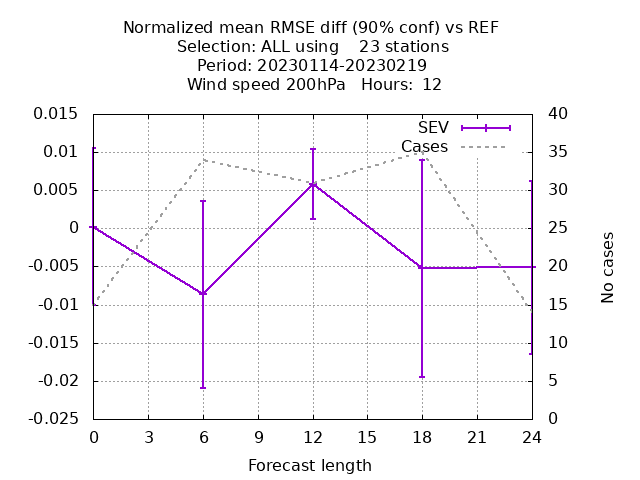 Normalized mean RMSE diff (90% conf) vs REF
Selection: ALL using    23 stations
Period: 20230114-20230219
Wind speed 200hPa   Hours:  12
SEV
Cases
0.015
0.01
0.005
0
-0.005
-0.01
-0.015
-0.02
-0.025
40
35
30
25
20
15
10
5
0
No cases
0 3 6 9 12 15 18 21 24
Forecast length